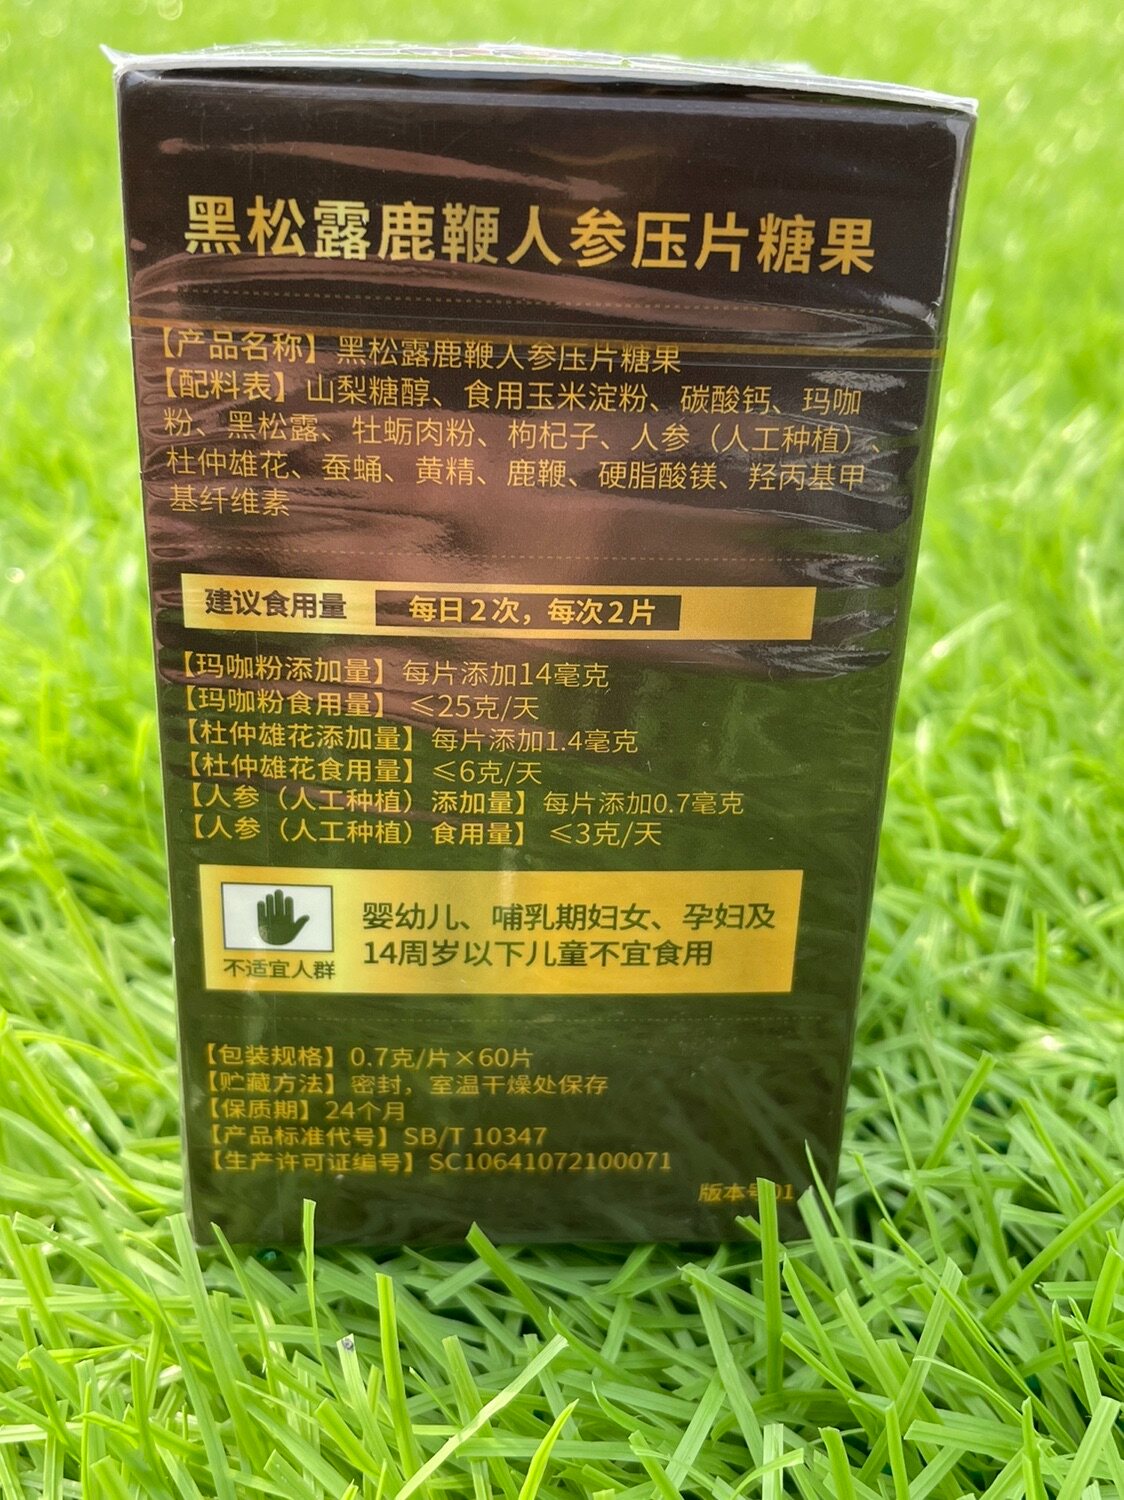 黑松露鹿鞭人参压片糖果
【产品名称】黑松露鹿鞭人参压片糖果
【配料表】山梨糖醇、食用玉米淀粉、碳酸钙、玛咖
粉、黑松露、牡蛎肉粉、枸杞子、人参（人工种植）、
杜仲雄花、蚕蛹、黄精、鹿鞭、硬脂酸镁、羟丙基甲
基纤维素
建议食用量 每日2次，每次2片
【玛咖粉添加量】每片添加14毫克
【玛咖粉食用量】≤25克/天
【杜仲雄花添加量】每片添加1.4毫克
【杜仲雄花食用量】≤6克/天
【人参（人工种植）添加量】每片添加0.7毫克
【人参（人工种植）食用量】≤3克/天
婴幼儿、哺乳期妇女、孕妇及
14周岁以下儿童不宜食用
不适宜人群
【包装规格】0.7克/片×60片
【贮藏方法】密封，室温干燥处保存
【保质期】24个月
【产品标准代号】SB/T 10347
【生产许可证编号】SC10641072100071
版本号01